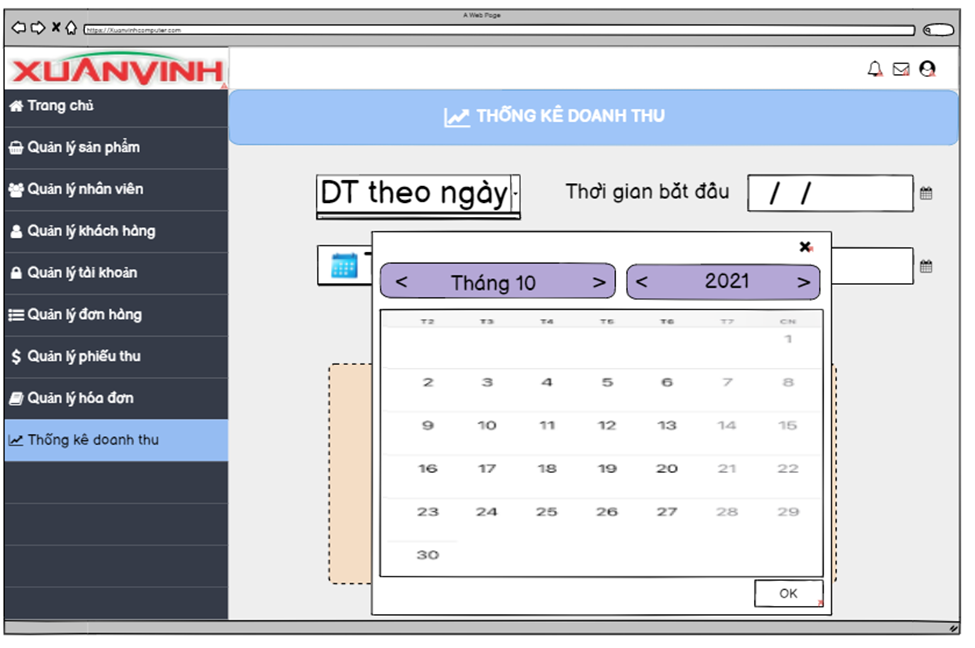 A Web Page
https://Xuanvinhcomputer.com
XUÂNVINH
Trang chủ
Quản lý sản phẩm
Quản lý nhân viên
Quản lý khách hàng
Quản lý tài khoản
Quản lý đơn hàng
Quản lý phiếu thu
Quản lý hóa đơn
Thống kê doanh thu
THỐNG KÊ DOANH THU
DT theo ngày
Thời gian bắt đầu
/ /
< Tháng 10 >
< 2021 >
T2 T3 T4 T5 T6 T7 CN
1
2 3 4 5 6 7 8
9 10 11 12 13 14 15
16 17 18 19 20 21 22
23 24 25 26 27 28 29
30
OK